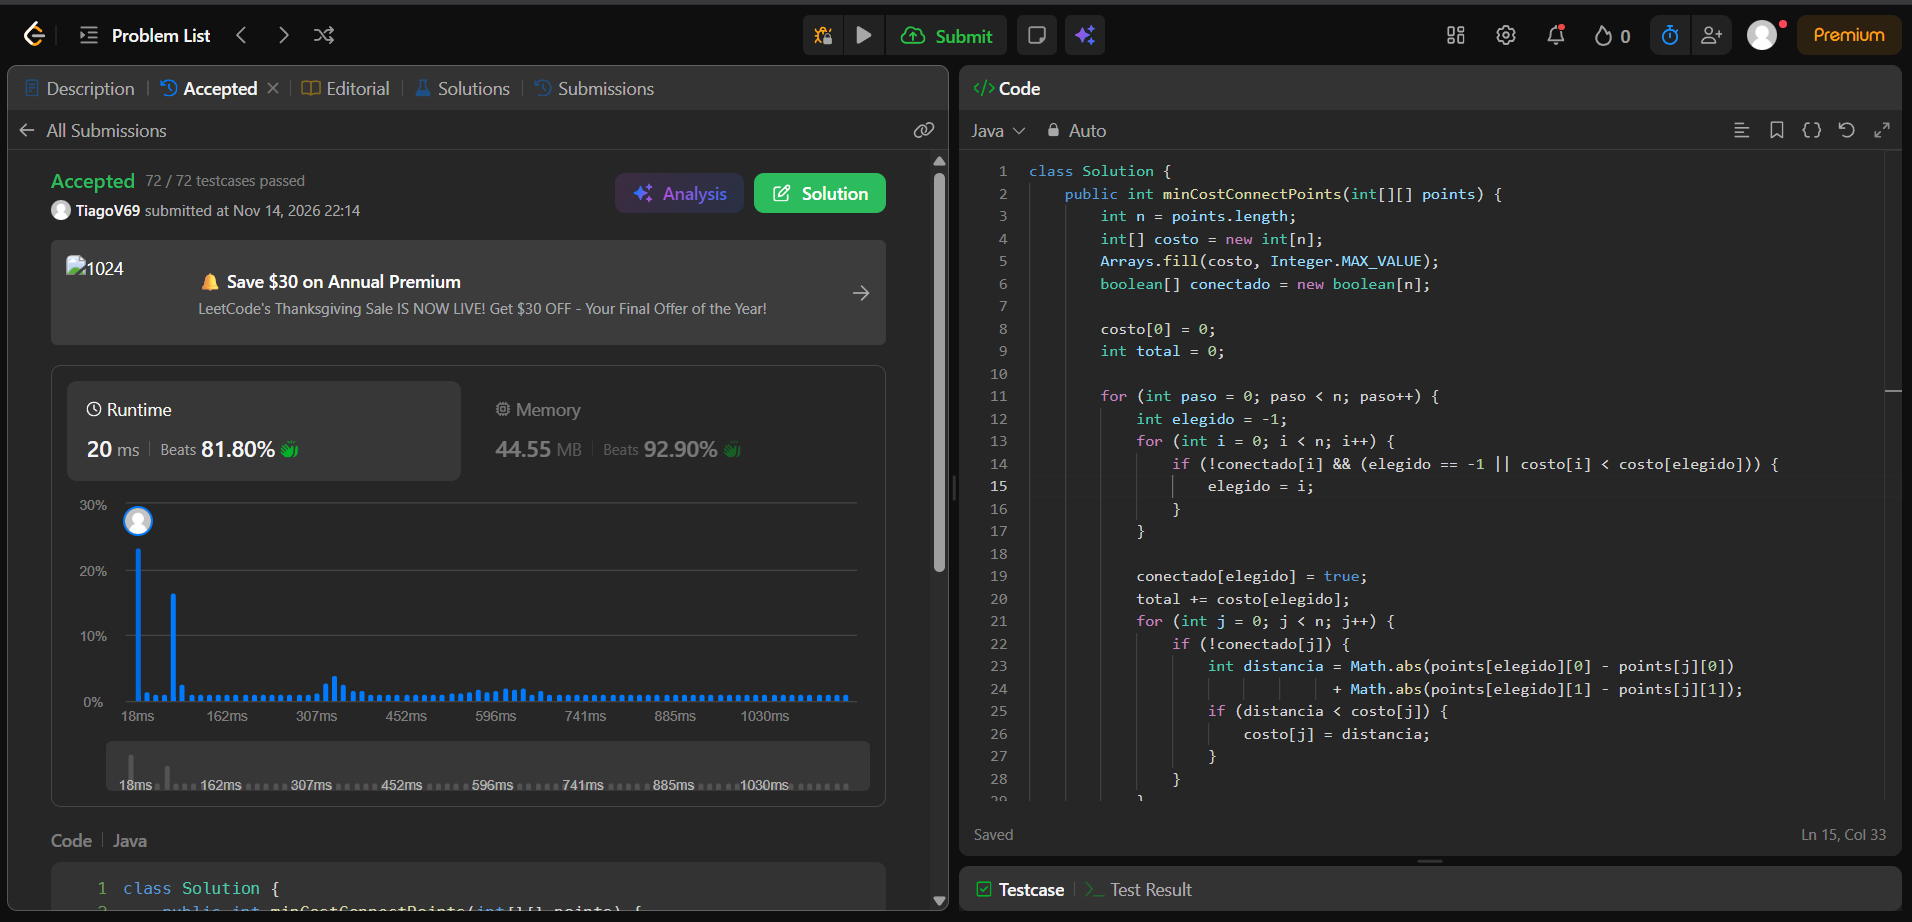 Problem List
Submit
0
Premium
Description
Accepted
Editorial
Solutions
Submissions
All Submissions
Accepted 72 / 72 testcases passed
TiagoV69 submitted at Nov 14, 2026 22:14
Analysis
Solution
1024
Save $30 on Annual Premium
LeetCode's Thanksgiving Sale IS NOW LIVE! Get $30 OFF - Your Final Offer of the Year!
Runtime
20 ms Beats 81.80%
Memory
44.55 MB Beats 92.90%
30%
20%
10%
0%
18ms 162ms 307ms 452ms 596ms 741ms 885ms 1030ms
18ms 162ms 307ms 452ms 596ms 741ms 885ms 1030ms
Code Java
1 class Solution {
2 public int minCostConnectPoints(int[][] points) {
</> Code
Java Auto
1 class Solution {
2 public int minCostConnectPoints(int[][] points) {
3 int n = points.length;
4 int[] costo = new int[n];
5 Arrays.fill(costo, Integer.MAX_VALUE);
6 boolean[] conectado = new boolean[n];
7
8 costo[0] = 0;
9 int total = 0;
10
11 for (int paso = 0; paso < n; paso++) {
12 int elegido = -1;
13 for (int i = 0; i < n; i++) {
14 if (!conectado[i] && (elegido == -1 || costo[i] < costo[elegido])) {
15 elegido = i;
16 }
17 }
18
19 conectado[elegido] = true;
20 total += costo[elegido];
21 for (int j = 0; j < n; j++) {
22 if (!conectado[j]) {
23 int distancia = Math.abs(points[elegido][0] - points[j][0])
24 + Math.abs(points[elegido][1] - points[j][1]);
25 if (distancia < costo[j]) {
26 costo[j] = distancia;
27 }
28 }
29 }
Saved
Ln 15, Col 33
Testcase
Test Result